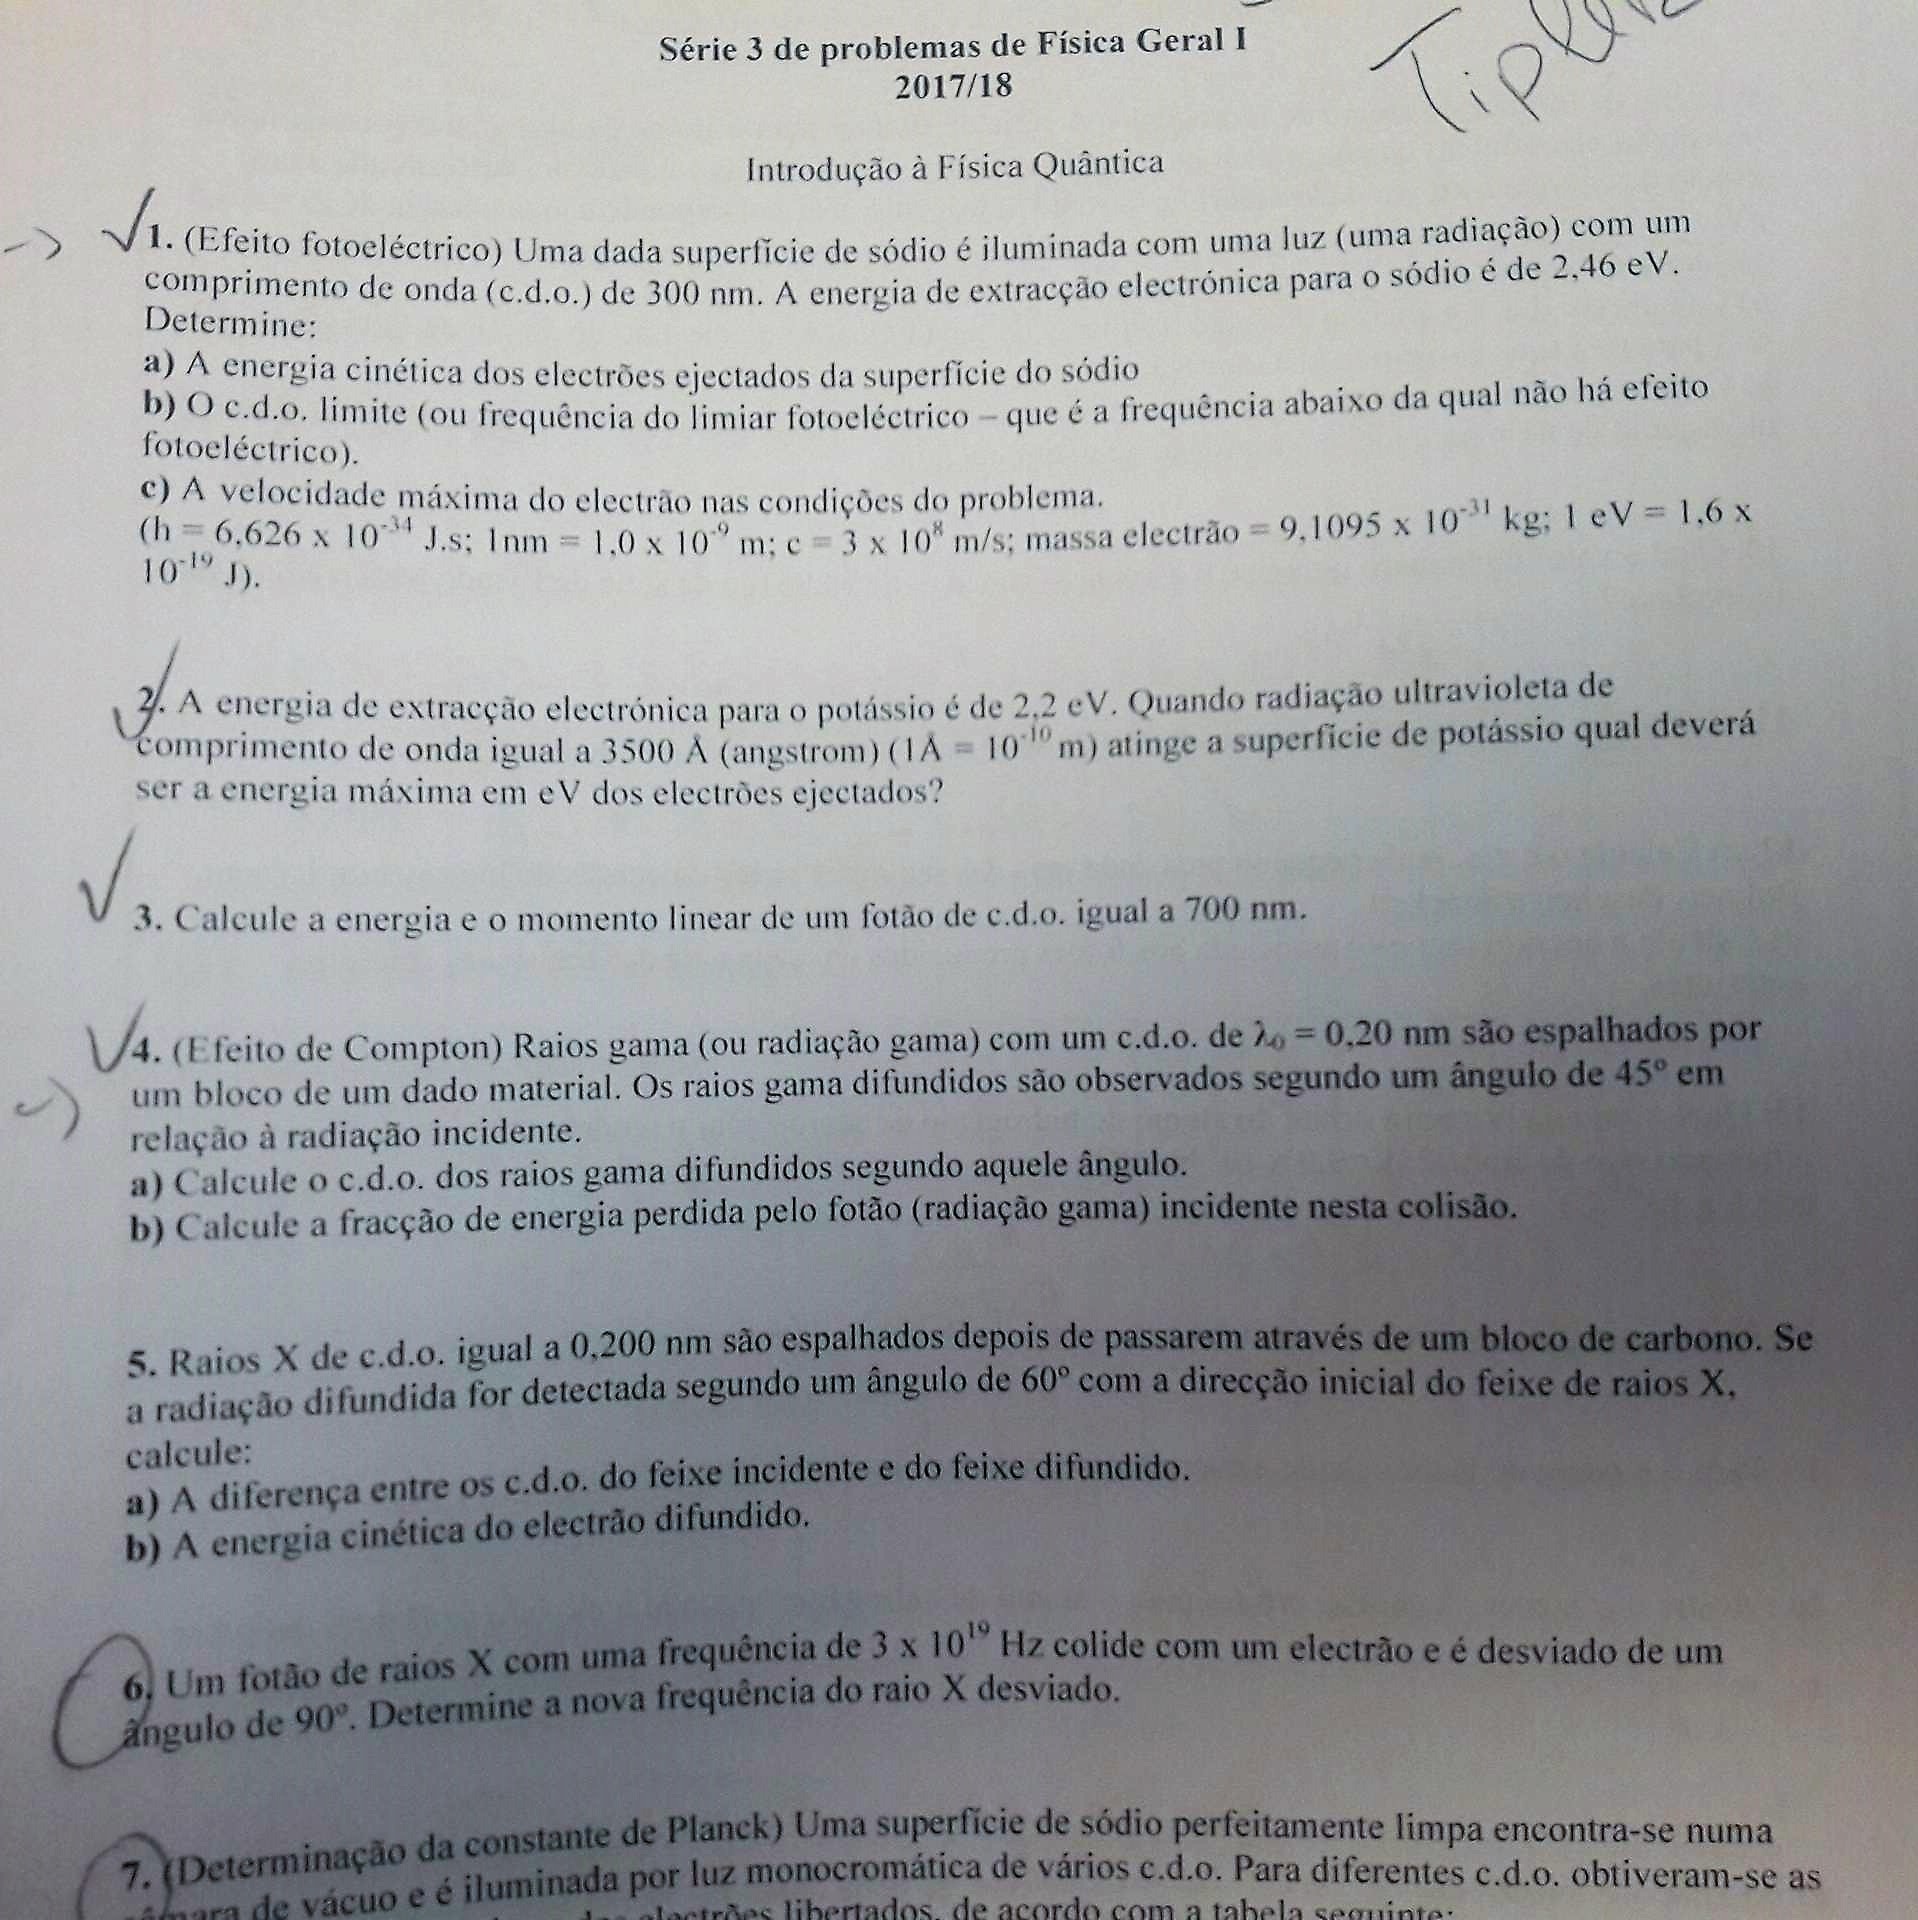 Série 3 de problemas de Física Geral I
2017/18
Introdução à Física Quântica
1. (Efeito fotoeléctrico) Uma dada superfície de sódio é iluminada com uma luz (uma radiação) com um
comprimento de onda (c.d.o.) de 300 nm. A energia de extracção electrónica para o sódio é de 2,46 eV.
Determine:
a) A energia cinética dos electrões ejectados da superfície do sódio
b) O c.d.o. limite (ou frequência do limiar fotoeléctrico – que é a frequência abaixo da qual não há efeito
fotoeléctrico).
c) A velocidade máxima do electrão nas condições do problema.
(h = 6,626 x 10⁻³⁴ J.s; 1nm = 1,0 x 10⁻⁹ m; c = 3 x 10⁸ m/s; massa electrão = 9,1095 x 10⁻³¹ kg; 1 eV = 1,6 x
10⁻¹⁹ J).
2. A energia de extracção electrónica para o potássio é de 2,2 eV. Quando radiação ultravioleta de
comprimento de onda igual a 3500 Å (angstrom) (1Å = 10⁻¹⁰ m) atinge a superfície de potássio qual deverá
ser a energia máxima em eV dos electrões ejectados?
3. Calcule a energia e o momento linear de um fotão de c.d.o. igual a 700 nm.
4. (Efeito de Compton) Raios gama (ou radiação gama) com um c.d.o. de λ₀ = 0,20 nm são espalhados por
um bloco de um dado material. Os raios gama difundidos são observados segundo um ângulo de 45º em
relação à radiação incidente.
a) Calcule o c.d.o. dos raios gama difundidos segundo aquele ângulo.
b) Calcule a fracção de energia perdida pelo fotão (radiação gama) incidente nesta colisão.
5. Raios X de c.d.o. igual a 0,200 nm são espalhados depois de passarem através de um bloco de carbono. Se
a radiação difundida for detectada segundo um ângulo de 60º com a direcção inicial do feixe de raios X,
calcule:
a) A diferença entre os c.d.o. do feixe incidente e do feixe difundido.
b) A energia cinética do electrão difundido.
6. Um fotão de raios X com uma frequência de 3 x 10¹⁹ Hz colide com um electrão e é desviado de um
ângulo de 90º. Determine a nova frequência do raio X desviado.
7. (Determinação da constante de Planck) Uma superfície de sódio perfeitamente limpa encontra-se numa
de vácuo e é iluminada por luz monocromática de vários c.d.o. Para diferentes c.d.o. obtiveram-se as
electrões libertados, de acordo com a tabela seguinte: